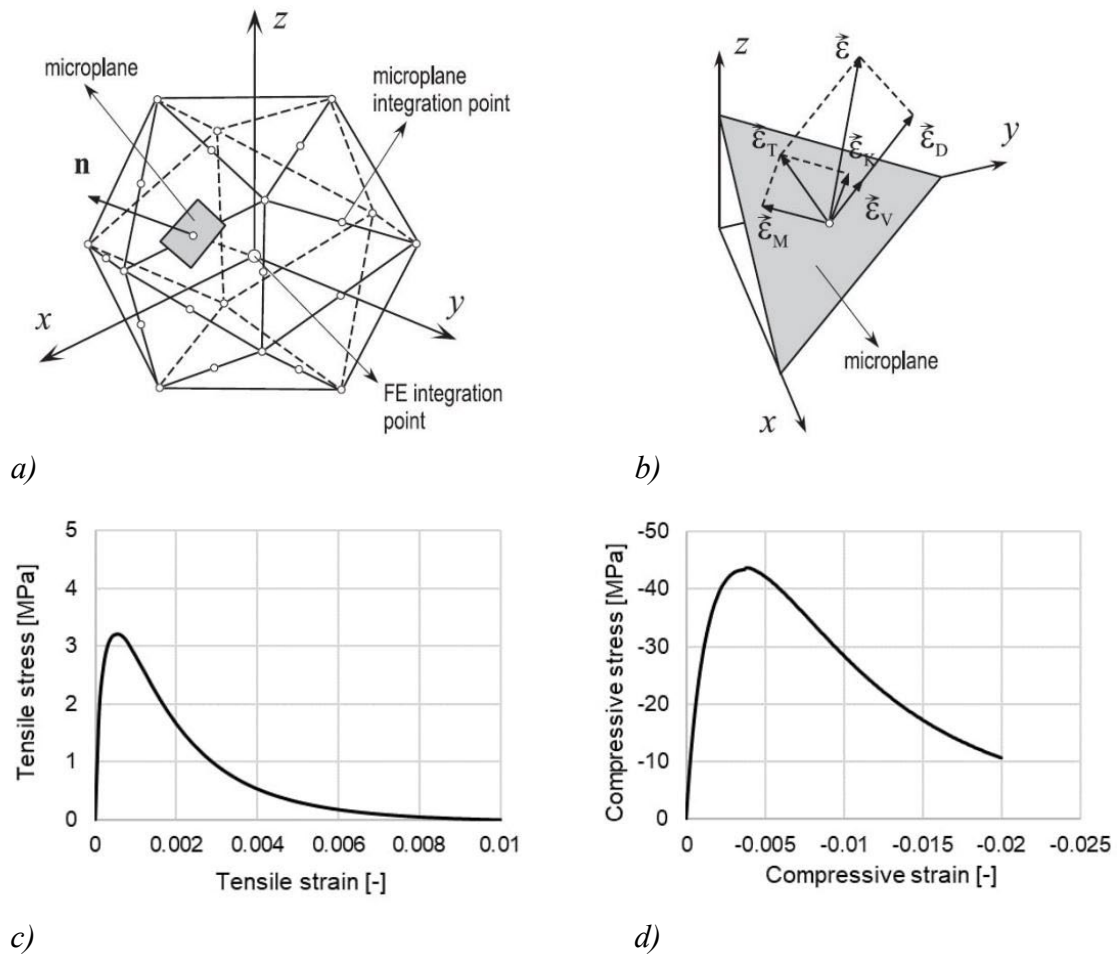 z
microplane
microplane
integration point
n
x
y
FE integration
point
a)
z
ε
y
ε_T
ε_K
ε_D
ε_V
ε_M
microplane
x
b)
Tensile stress [MPa]
5
4
3
2
1
0
0 0.002 0.004 0.006 0.008 0.01
Tensile strain [-]
c)
Compressive stress [MPa]
-50
-40
-30
-20
-10
0
0 -0.005 -0.01 -0.015 -0.02 -0.025
Compressive strain [-]
d)